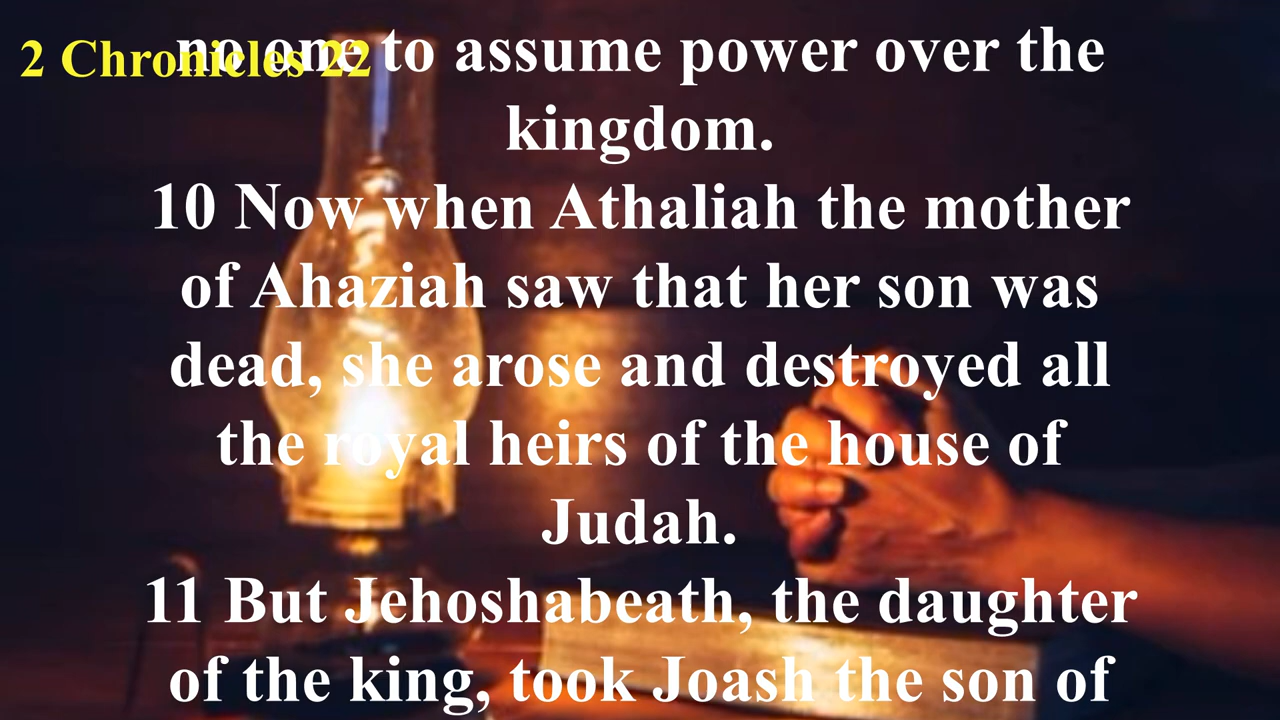 2 Chronicles 22
no one to assume power over the
kingdom.
10 Now when Athaliah the mother
of Ahaziah saw that her son was
dead, she arose and destroyed all
the royal heirs of the house of
Judah.
11 But Jehoshabeath, the daughter
of the king, took Joash the son of